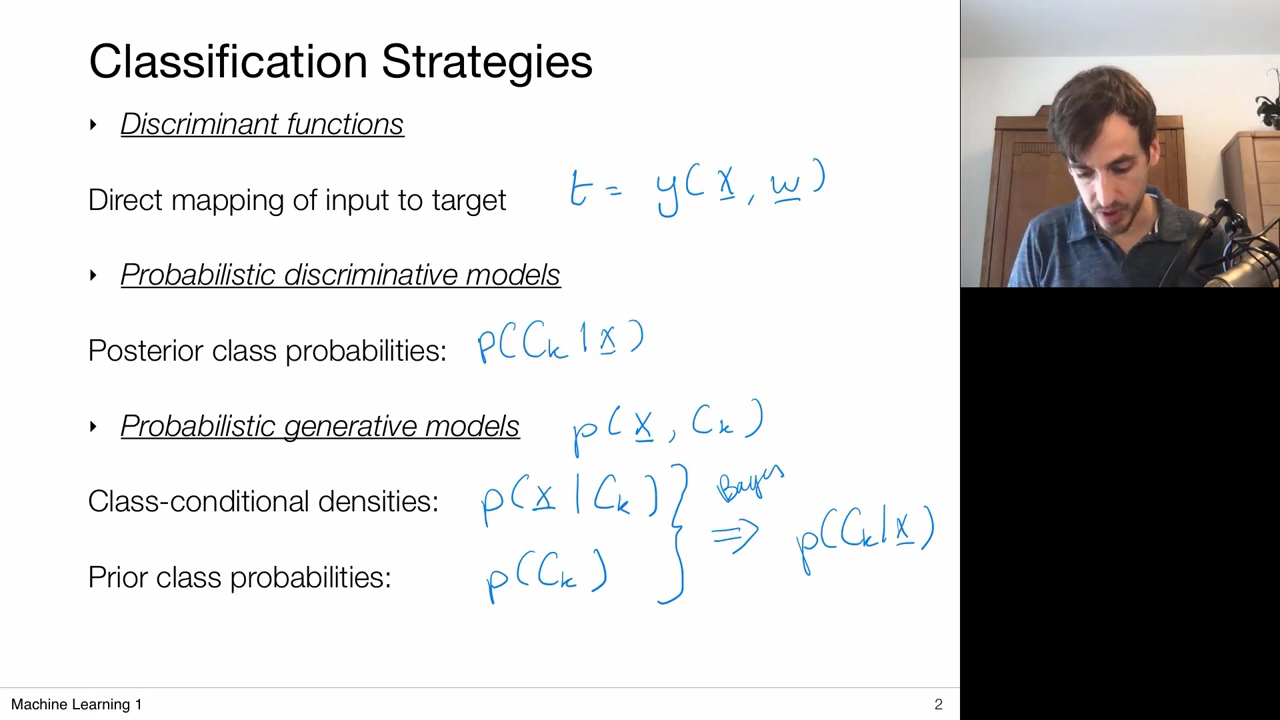 Classification Strategies
‣ Discriminant functions
Direct mapping of input to target t = y(x, w)
‣ Probabilistic discriminative models
Posterior class probabilities: p(Cₖ|x)
‣ Probabilistic generative models p(x, Cₖ)
Class-conditional densities: p(x|Cₖ) } Bayes ⇒ p(Cₖ|x)
Prior class probabilities: p(Cₖ)
Machine Learning 1 2